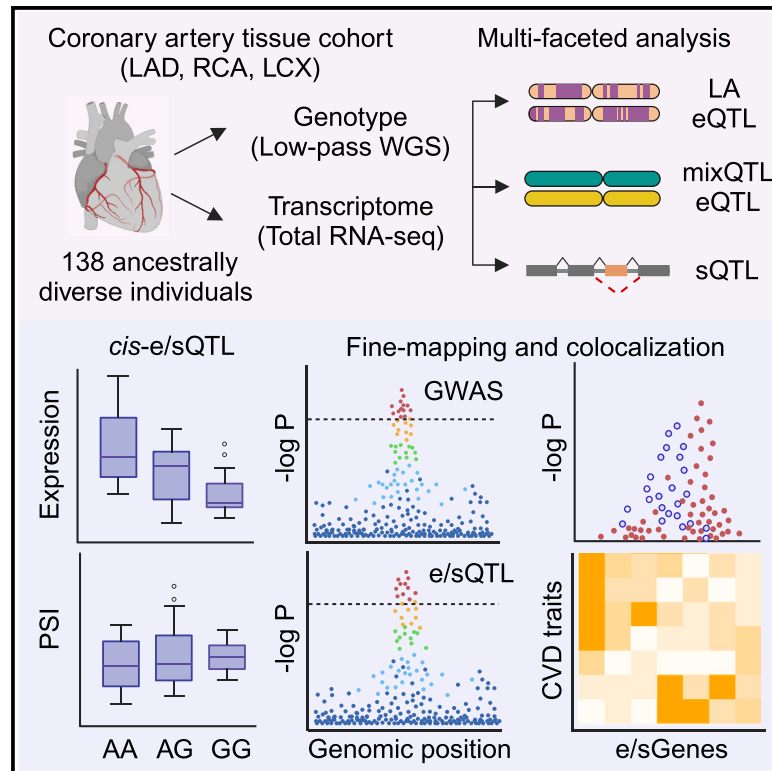 Coronary artery tissue cohort
(LAD, RCA, LCX)
138 ancestrally
diverse individuals
Genotype
(Low-pass WGS)
Transcriptome
(Total RNA-seq)
Multi-faceted analysis
LA
eQTL
mixQTL
eQTL
sQTL
cis-e/sQTL
Expression
PSI
AA AG GG
Fine-mapping and colocalization
GWAS
-log P
e/sQTL
-log P
Genomic position
-log P
CVD traits
e/sGenes